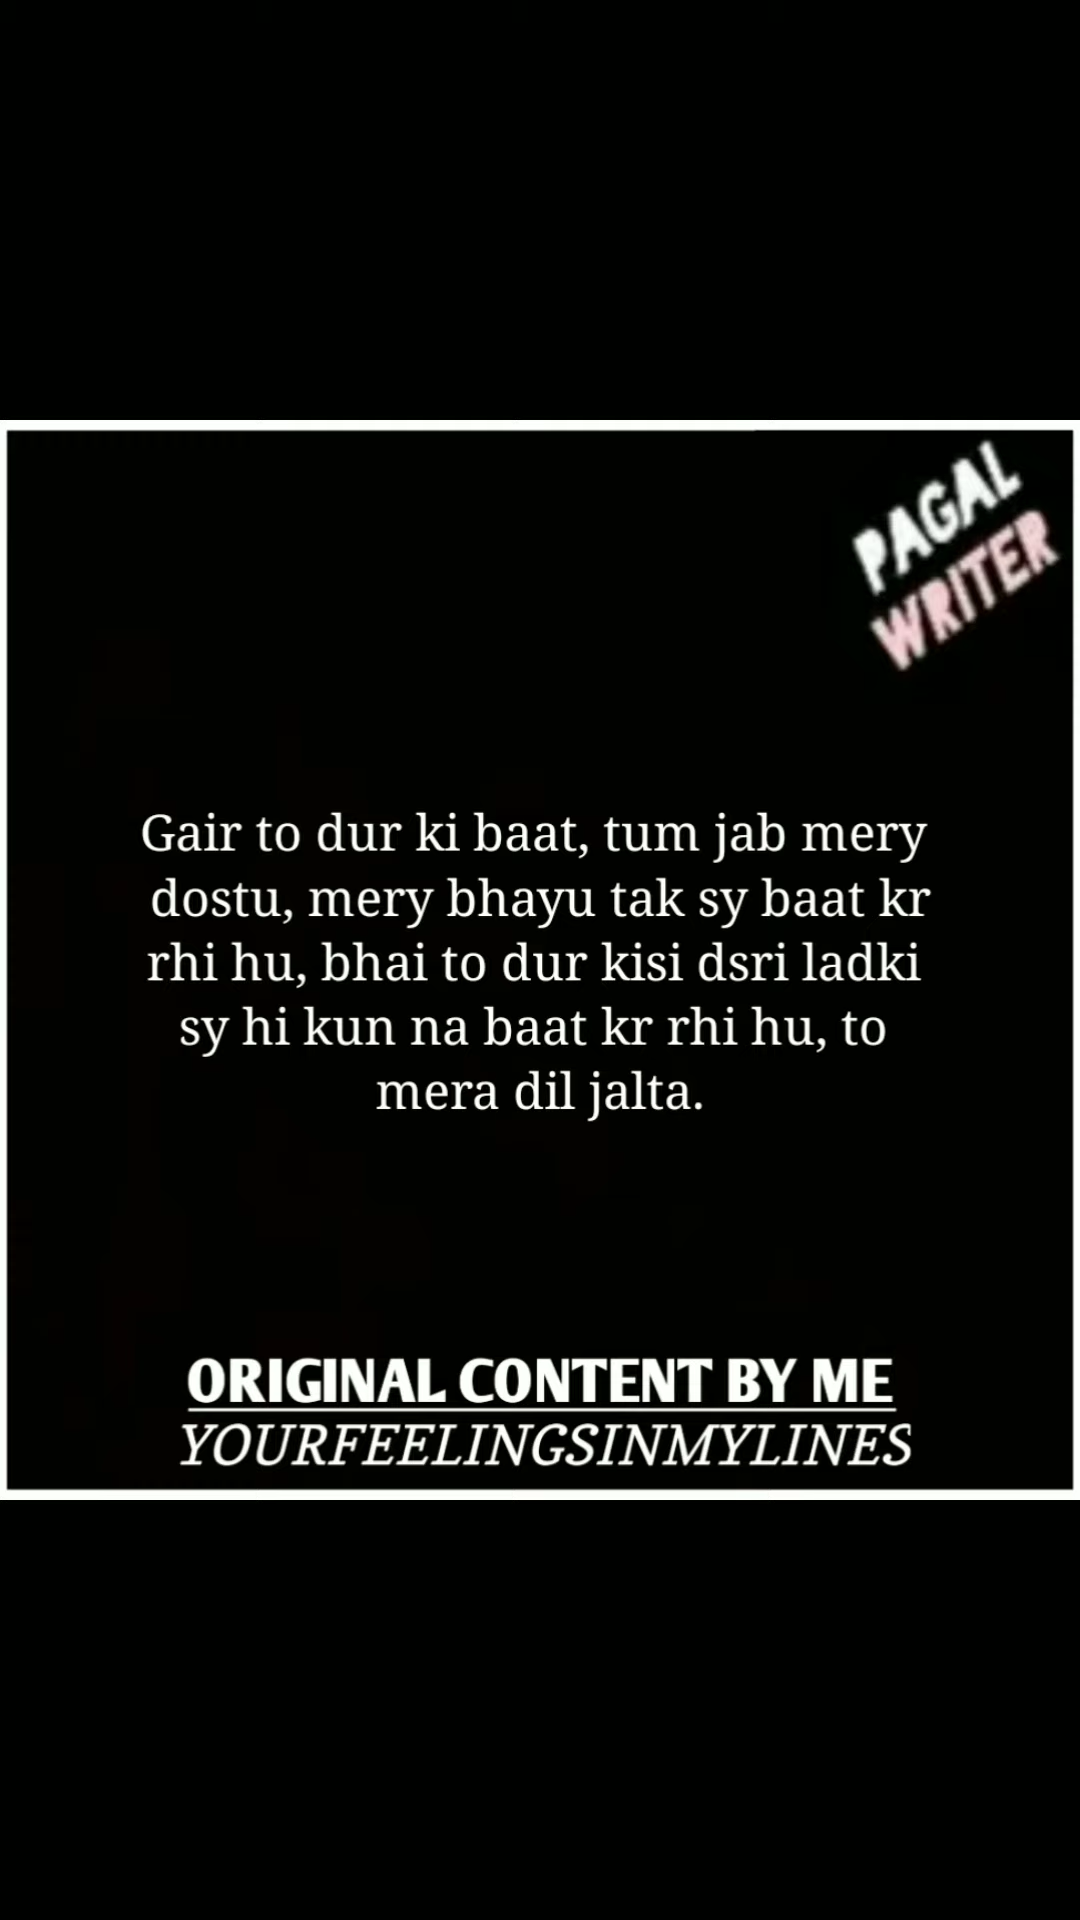 PAGAL
WRITER
Gair to dur ki baat, tum jab mery
dostu, mery bhayu tak sy baat kr
rhi hu, bhai to dur kisi dsri ladki
sy hi kun na baat kr rhi hu, to
mera dil jalta.
ORIGINAL CONTENT BY ME
YOURFEELINGSINMYLINES